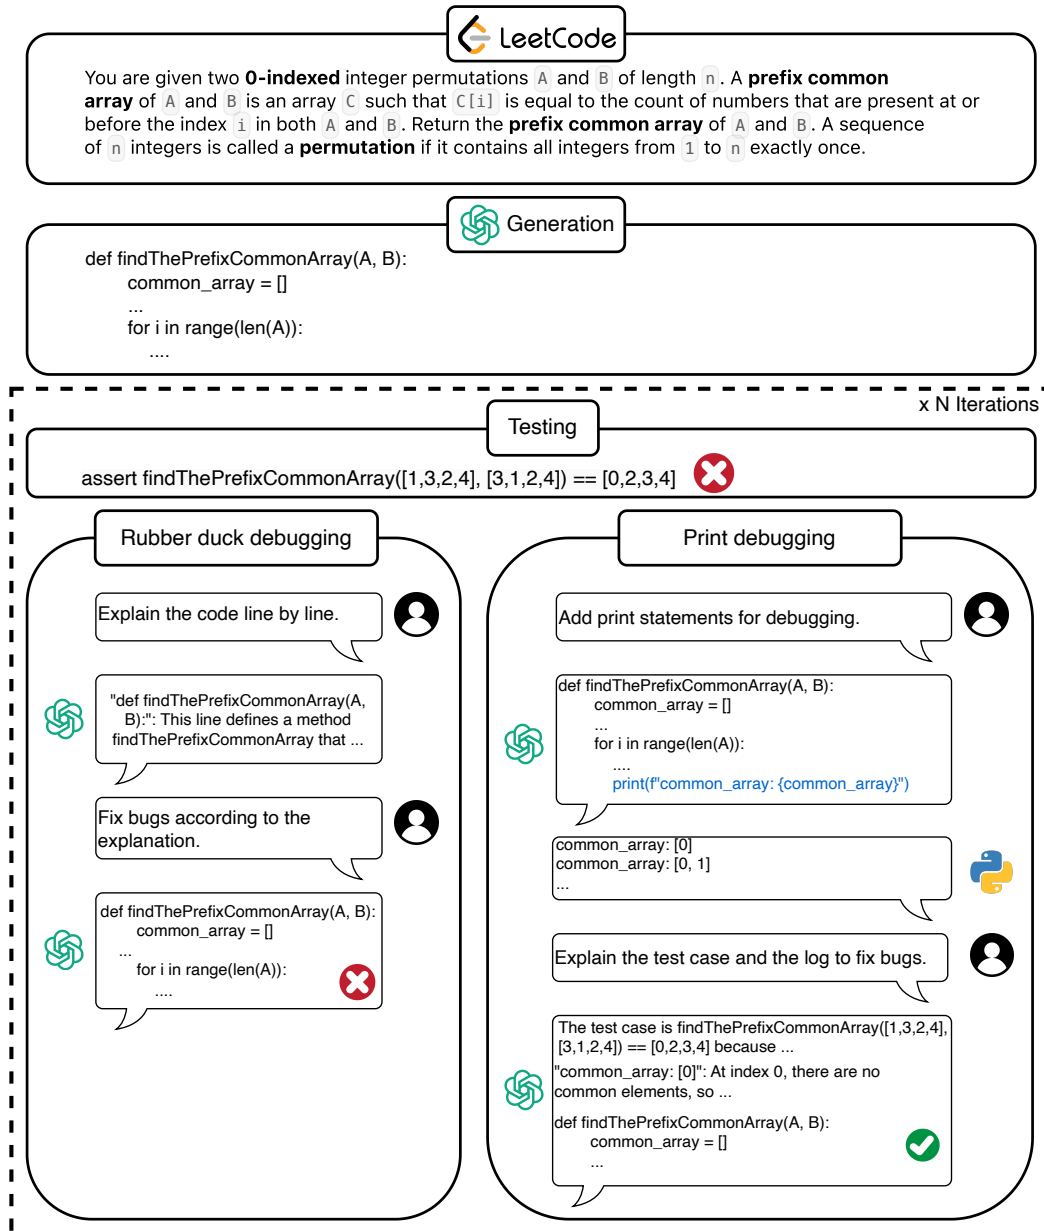 LeetCode
You are given two 0-indexed integer permutations A and B of length n. A prefix common
array of A and B is an array C such that C[i] is equal to the count of numbers that are present at or
before the index i in both A and B. Return the prefix common array of A and B. A sequence
of n integers is called a permutation if it contains all integers from 1 to n exactly once.
Generation
def findThePrefixCommonArray(A, B):
common_array = []
...
for i in range(len(A)):
....
x N Iterations
Testing
assert findThePrefixCommonArray([1,3,2,4], [3,1,2,4]) == [0,2,3,4]
Rubber duck debugging
Explain the code line by line.
"def findThePrefixCommonArray(A,
B):": This line defines a method
findThePrefixCommonArray that ...
Fix bugs according to the
explanation.
def findThePrefixCommonArray(A, B):
common_array = []
...
for i in range(len(A)):
....
Print debugging
Add print statements for debugging.
def findThePrefixCommonArray(A, B):
common_array = []
...
for i in range(len(A)):
....
print(f"common_array: {common_array}")
common_array: [0]
common_array: [0, 1]
...
Explain the test case and the log to fix bugs.
The test case is findThePrefixCommonArray([1,3,2,4],
[3,1,2,4]) == [0,2,3,4] because ...
"common_array: [0]": At index 0, there are no
common elements, so ...
def findThePrefixCommonArray(A, B):
common_array = []
...